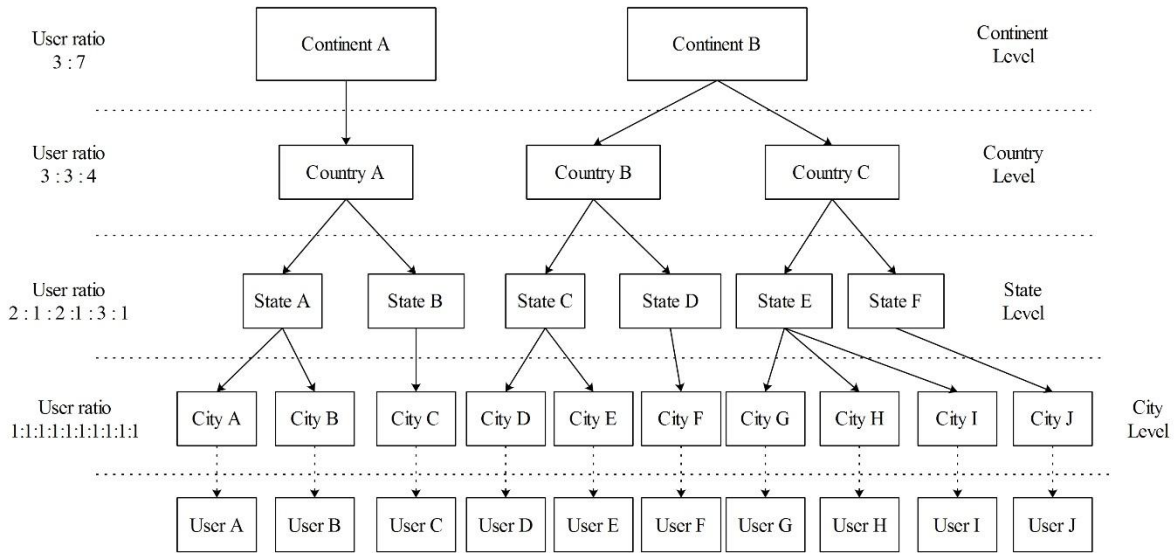 User ratio
3 : 7
Continent A
Continent B
Continent
Level
User ratio
3 : 3 : 4
Country A
Country B
Country C
Country
Level
User ratio
2 : 1 : 2 :1 : 3 : 1
State A
State B
State C
State D
State E
State F
State
Level
User ratio
1:1:1:1:1:1:1:1:1:1
City A
City B
City C
City D
City E
City F
City G
City H
City I
City J
City
Level
User A
User B
User C
User D
User E
User F
User G
User H
User I
User J